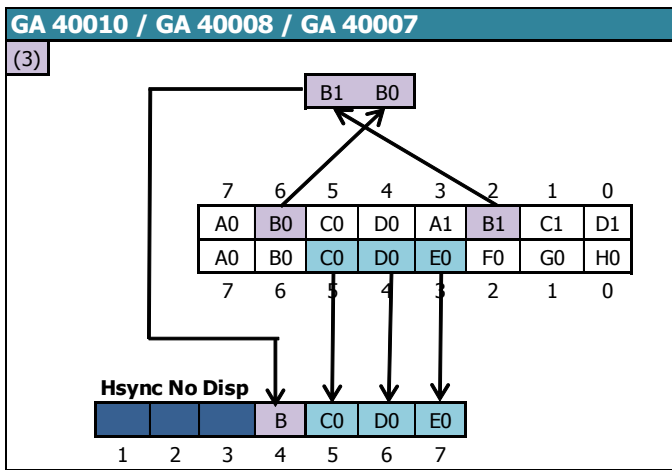 GA 40010 / GA 40008 / GA 40007
(3)
B1 B0
7 6 5 4 3 2 1 0
A0 B0 C0 D0 A1 B1 C1 D1
A0 B0 C0 D0 E0 F0 G0 H0
7 6 5 4 3 2 1 0
Hsync No Disp
B C0 D0 E0
1 2 3 4 5 6 7